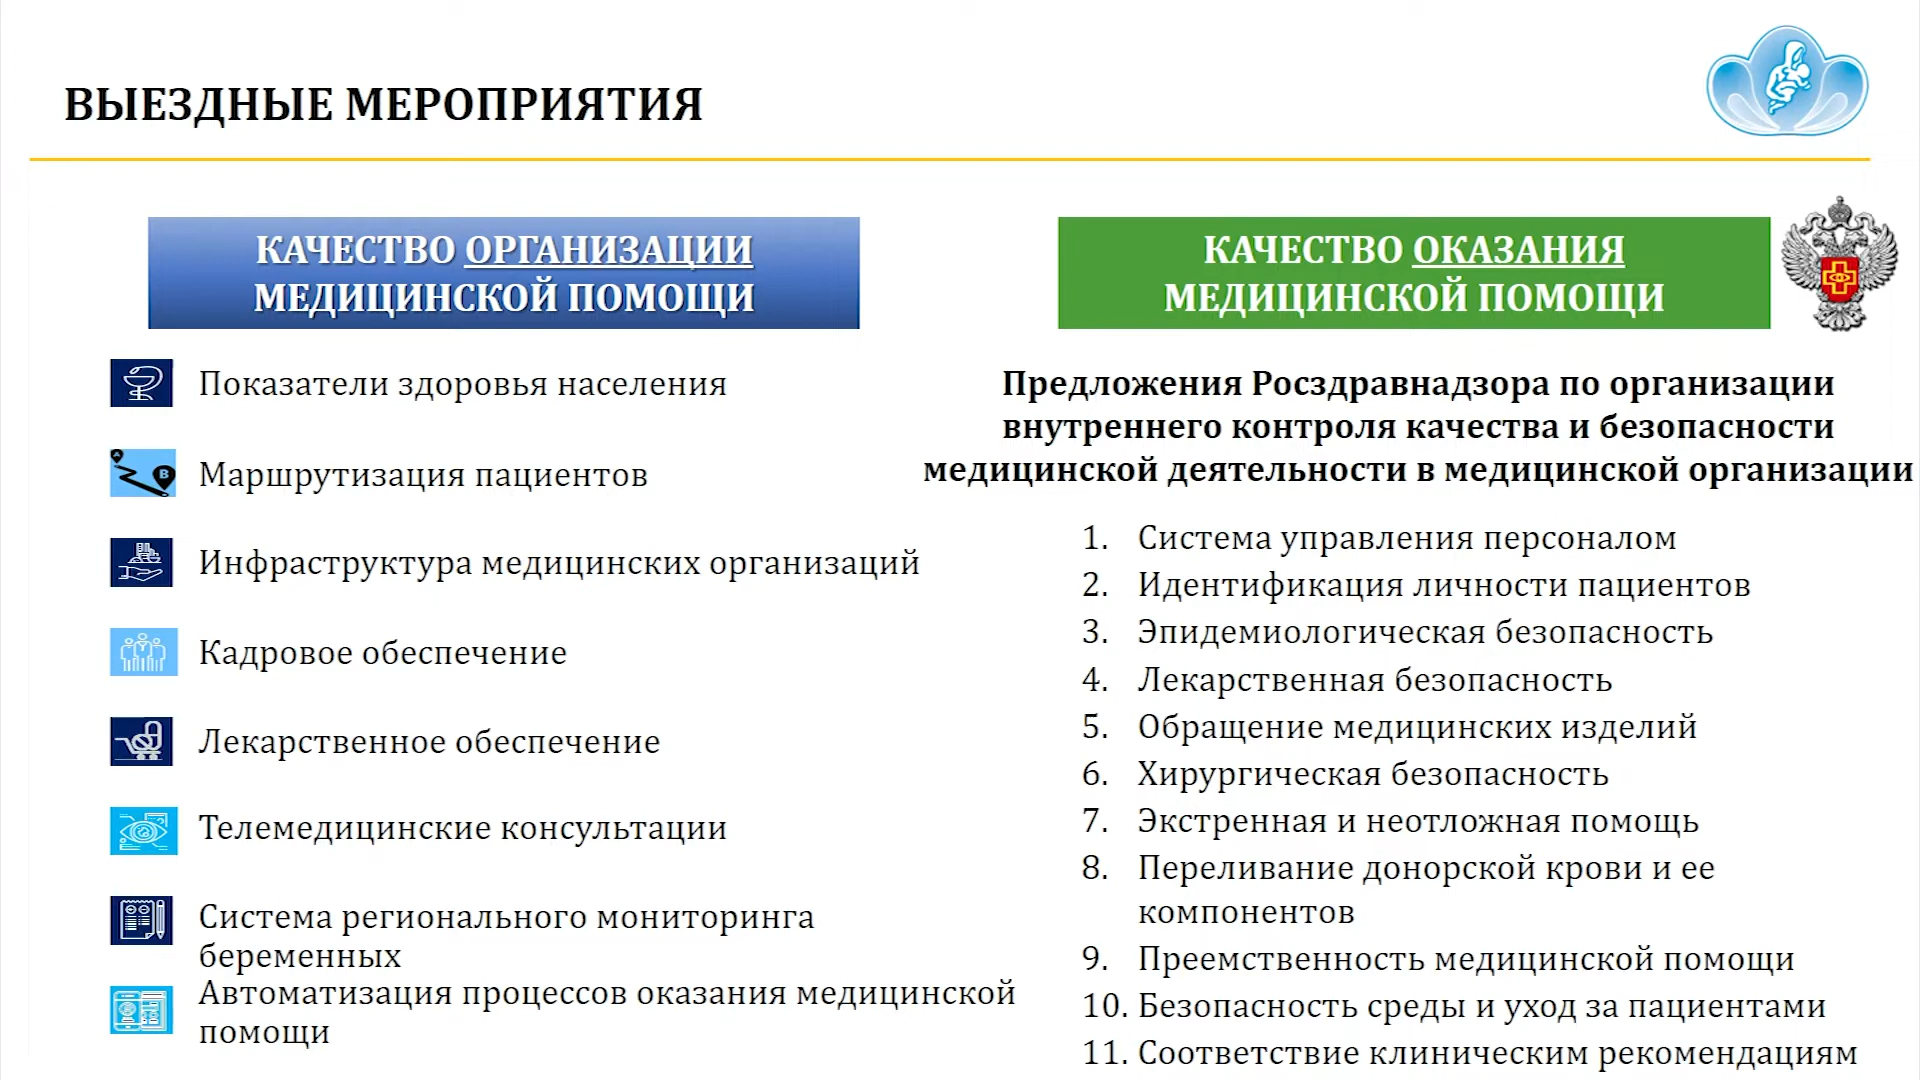 ВЫЕЗДНЫЕ МЕРОПРИЯТИЯ
КАЧЕСТВО ОРГАНИЗАЦИИ
МЕДИЦИНСКОЙ ПОМОЩИ
Показатели здоровья населения
A
B
Маршрутизация пациентов
Инфраструктура медицинских организаций
Кадровое обеспечение
Лекарственное обеспечение
Телемедицинские консультации
Система регионального мониторинга
беременных
Автоматизация процессов оказания медицинской
помощи
КАЧЕСТВО ОКАЗАНИЯ
МЕДИЦИНСКОЙ ПОМОЩИ
Предложения Росздравнадзора по организации
внутреннего контроля качества и безопасности
медицинской деятельности в медицинской организации
1. Система управления персоналом
2. Идентификация личности пациентов
3. Эпидемиологическая безопасность
4. Лекарственная безопасность
5. Обращение медицинских изделий
6. Хирургическая безопасность
7. Экстренная и неотложная помощь
8. Переливание донорской крови и ее
компонентов
9. Преемственность медицинской помощи
10. Безопасность среды и уход за пациентами
11. Соответствие клиническим рекомендациям